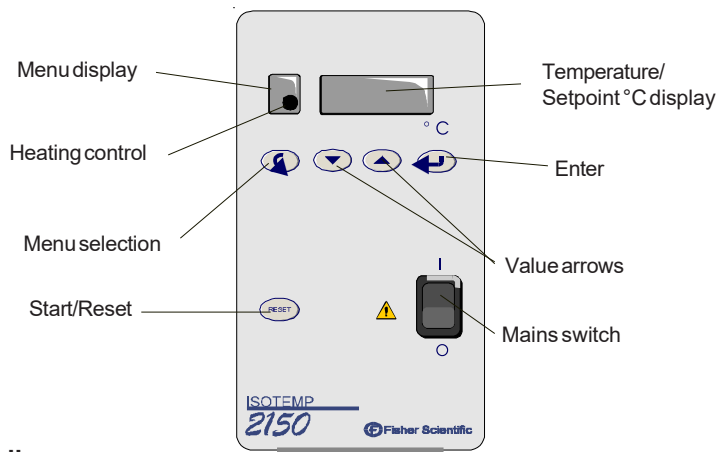 Menu display
Temperature/
Setpoint °C display
° C
Heating control
Enter
Menu selection
I
Value arrows
Start/Reset
RESET
Mains switch
O
ISOTEMP
2150
Fisher Scientific